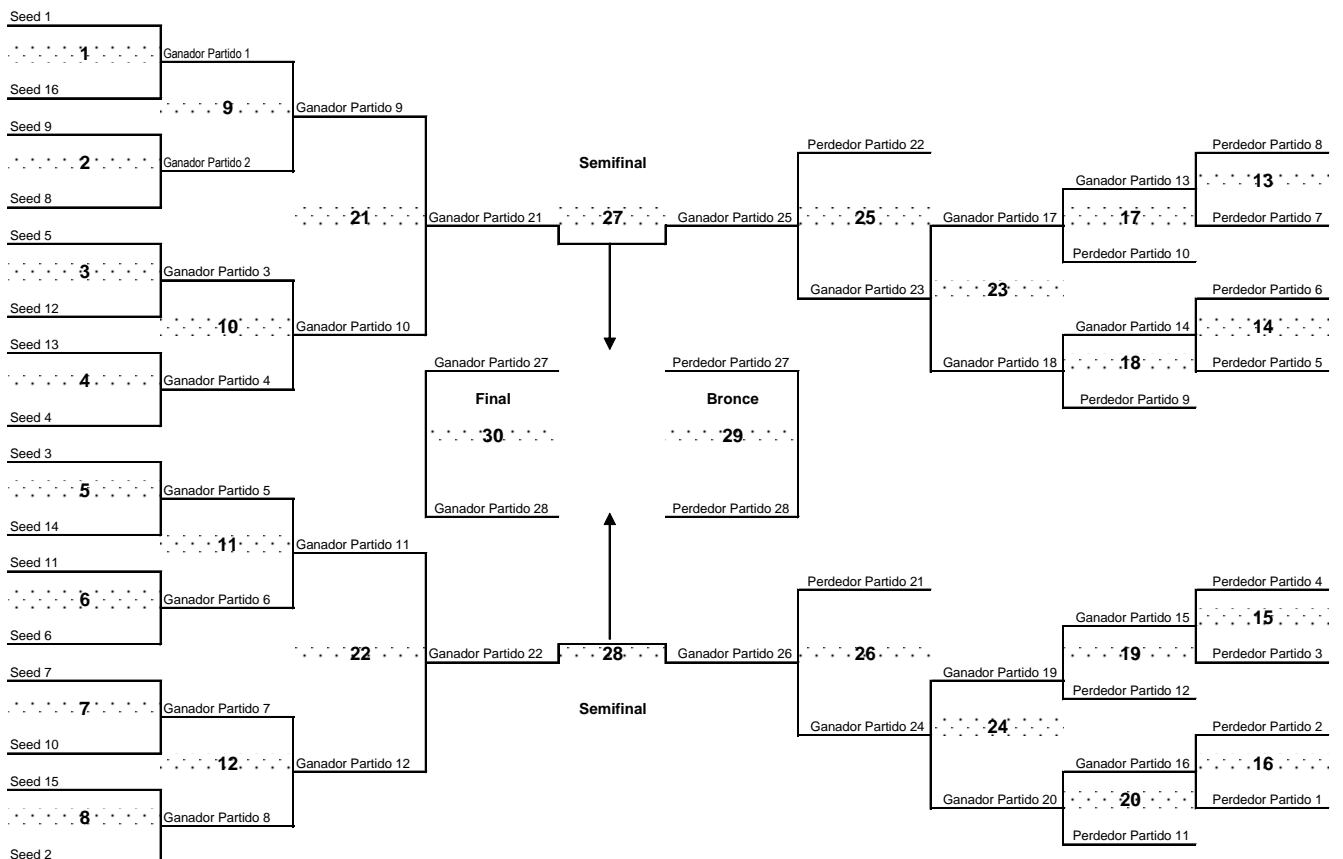 Seed 1
1
Ganador Partido 1
Seed 16
9
Ganador Partido 9
Seed 9
2
Ganador Partido 2
Seed 8
21
Ganador Partido 21
Seed 5
3
Ganador Partido 3
Seed 12
10
Ganador Partido 10
Seed 13
4
Ganador Partido 4
Seed 4
Seed 3
5
Ganador Partido 5
Seed 14
11
Ganador Partido 11
Seed 11
6
Ganador Partido 6
Seed 6
22
Ganador Partido 22
Seed 7
7
Ganador Partido 7
Seed 10
12
Ganador Partido 12
Seed 15
8
Ganador Partido 8
Seed 2
Semifinal
27
Ganador Partido 25
Ganador Partido 27
Final
30
Ganador Partido 28
Perdedor Partido 27
Bronce
29
Perdedor Partido 28
28
Ganador Partido 26
Semifinal
Perdedor Partido 22
25
Ganador Partido 23
Ganador Partido 17
23
Ganador Partido 18
Ganador Partido 13
17
Perdedor Partido 10
Perdedor Partido 8
13
Perdedor Partido 7
Ganador Partido 14
18
Perdedor Partido 9
Perdedor Partido 6
14
Perdedor Partido 5
Perdedor Partido 21
26
Ganador Partido 24
Ganador Partido 19
24
Ganador Partido 20
Ganador Partido 15
19
Perdedor Partido 12
Perdedor Partido 4
15
Perdedor Partido 3
Ganador Partido 16
20
Perdedor Partido 11
Perdedor Partido 2
16
Perdedor Partido 1